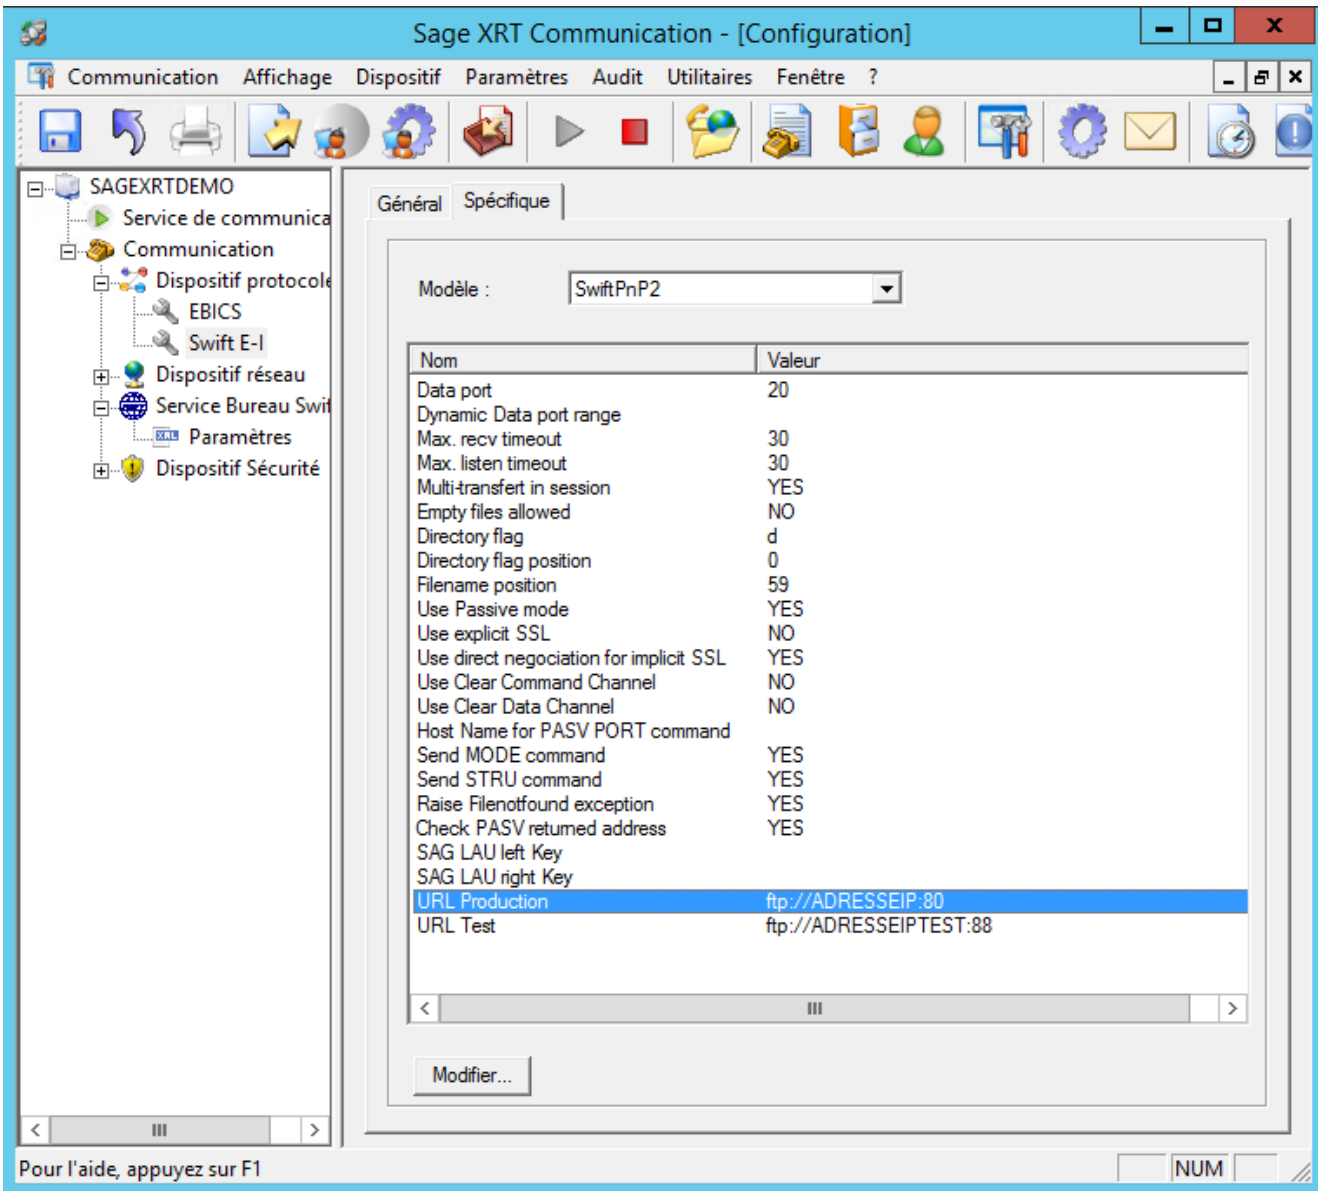 Sage XRT Communication - [Configuration]
Communication Affichage Dispositif Paramètres Audit Utilitaires Fenêtre ?
SAGEXRTDEMO
Service de communica
Communication
Dispositif protocole
EBICS
Swift E-I
Dispositif réseau
Service Bureau Swif
XML Paramètres
Dispositif Sécurité
Général Spécifique
Modèle : SwiftPnP2
Nom Valeur
Data port 20
Dynamic Data port range
Max. recv timeout 30
Max. listen timeout 30
Multi-transfert in session YES
Empty files allowed NO
Directory flag d
Directory flag position 0
Filename position 59
Use Passive mode YES
Use explicit SSL NO
Use direct negociation for implicit SSL YES
Use Clear Command Channel NO
Use Clear Data Channel NO
Host Name for PASV PORT command
Send MODE command YES
Send STRU command YES
Raise Filenotfound exception YES
Check PASV returned address YES
SAG LAU left Key
SAG LAU right Key
URL Production ftp://ADRESSEIP:80
URL Test ftp://ADRESSEIPTEST:88
Modifier...
Pour l'aide, appuyez sur F1 NUM